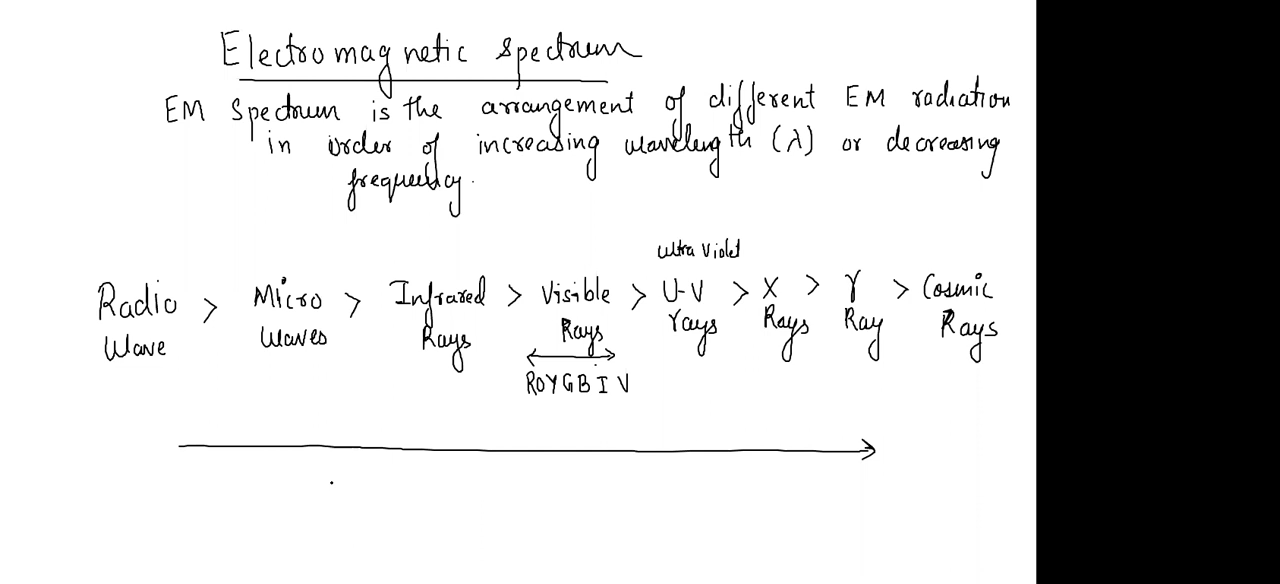 Electromagnetic spectrum
EM Spectrum is the arrangement of different EM radiation
in order of increasing wavelength (λ) or decreasing
frequency.
Ultra Violet
Radio > Micro > Infrared > Visible > U-V > X > γ > Cosmic
Wave Waves Rays Rays rays Rays Ray Rays
ROYGBIV